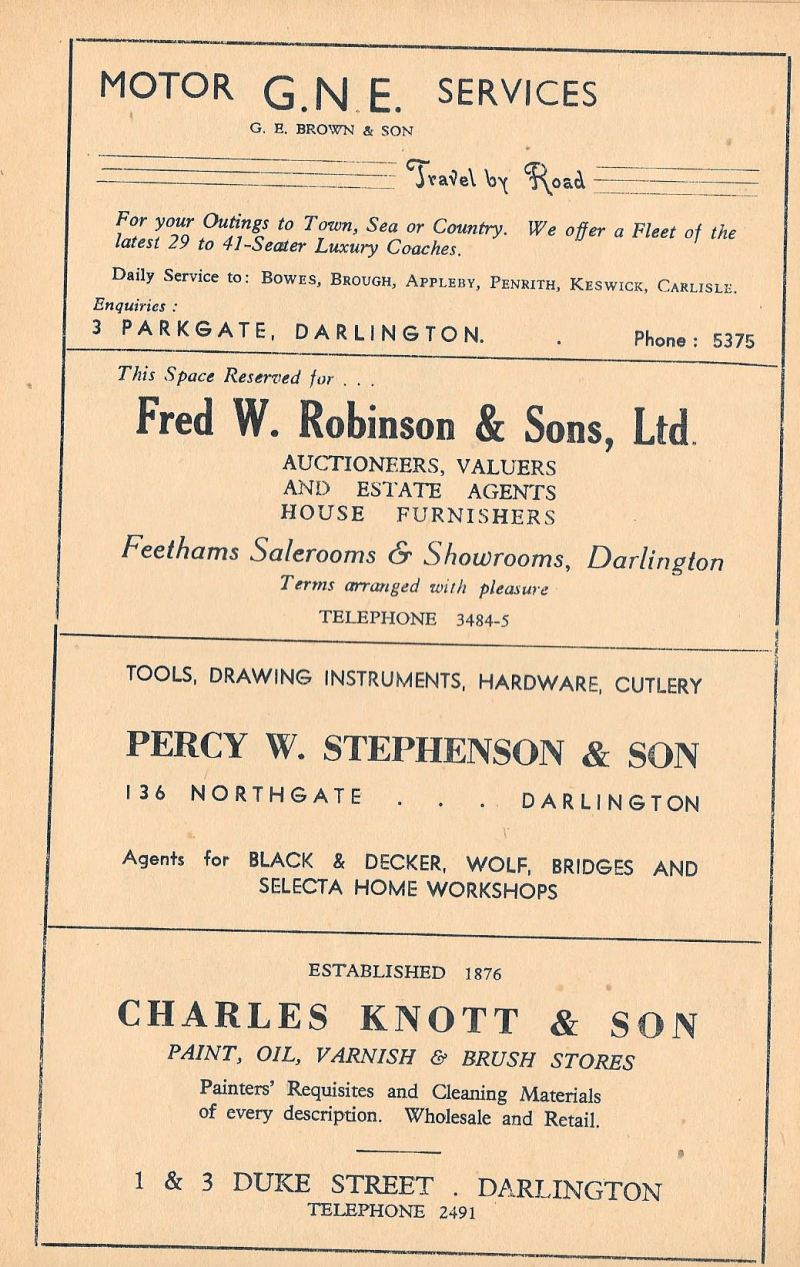 MOTOR G.N.E. SERVICES
G. E. BROWN & SON
Travel by Road
For your Outings to Town, Sea or Country. We offer a Fleet of the
latest 29 to 41-Seater Luxury Coaches.
Daily Service to: BOWES, BROUGH, APPLEBY, PENRITH, KESWICK, CARLISLE.
Enquiries :
3 PARKGATE, DARLINGTON. . Phone : 5375
This Space Reserved for . . .
Fred W. Robinson & Sons, Ltd.
AUCTIONEERS, VALUERS
AND ESTATE AGENTS
HOUSE FURNISHERS
Feethams Salerooms & Showrooms, Darlington
Terms arranged with pleasure
TELEPHONE 3484-5
TOOLS, DRAWING INSTRUMENTS, HARDWARE, CUTLERY
PERCY W. STEPHENSON & SON
136 NORTHGATE . . . DARLINGTON
Agents for BLACK & DECKER, WOLF, BRIDGES AND
SELECTA HOME WORKSHOPS
ESTABLISHED 1876
CHARLES KNOTT & SON
PAINT, OIL, VARNISH & BRUSH STORES
Painters' Requisites and Cleaning Materials
of every description. Wholesale and Retail.
1 & 3 DUKE STREET . DARLINGTON
TELEPHONE 2491